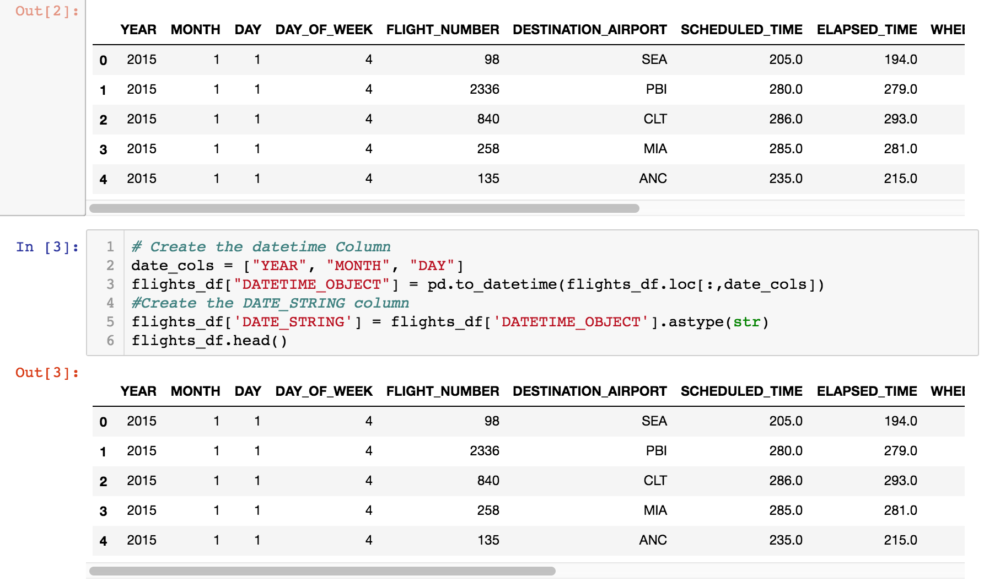 Out[2]:
YEAR MONTH DAY DAY_OF_WEEK FLIGHT_NUMBER DESTINATION_AIRPORT SCHEDULED_TIME ELAPSED_TIME WHEE
0 2015 1 1 4 98 SEA 205.0 194.0
1 2015 1 1 4 2336 PBI 280.0 279.0
2 2015 1 1 4 840 CLT 286.0 293.0
3 2015 1 1 4 258 MIA 285.0 281.0
4 2015 1 1 4 135 ANC 235.0 215.0
In [3]:
1 # Create the datetime Column
2 date_cols = ["YEAR", "MONTH", "DAY"]
3 flights_df["DATETIME_OBJECT"] = pd.to_datetime(flights_df.loc[:,date_cols])
4 #Create the DATE_STRING column
5 flights_df['DATE_STRING'] = flights_df['DATETIME_OBJECT'].astype(str)
6 flights_df.head()
Out[3]:
YEAR MONTH DAY DAY_OF_WEEK FLIGHT_NUMBER DESTINATION_AIRPORT SCHEDULED_TIME ELAPSED_TIME WHEE
0 2015 1 1 4 98 SEA 205.0 194.0
1 2015 1 1 4 2336 PBI 280.0 279.0
2 2015 1 1 4 840 CLT 286.0 293.0
3 2015 1 1 4 258 MIA 285.0 281.0
4 2015 1 1 4 135 ANC 235.0 215.0